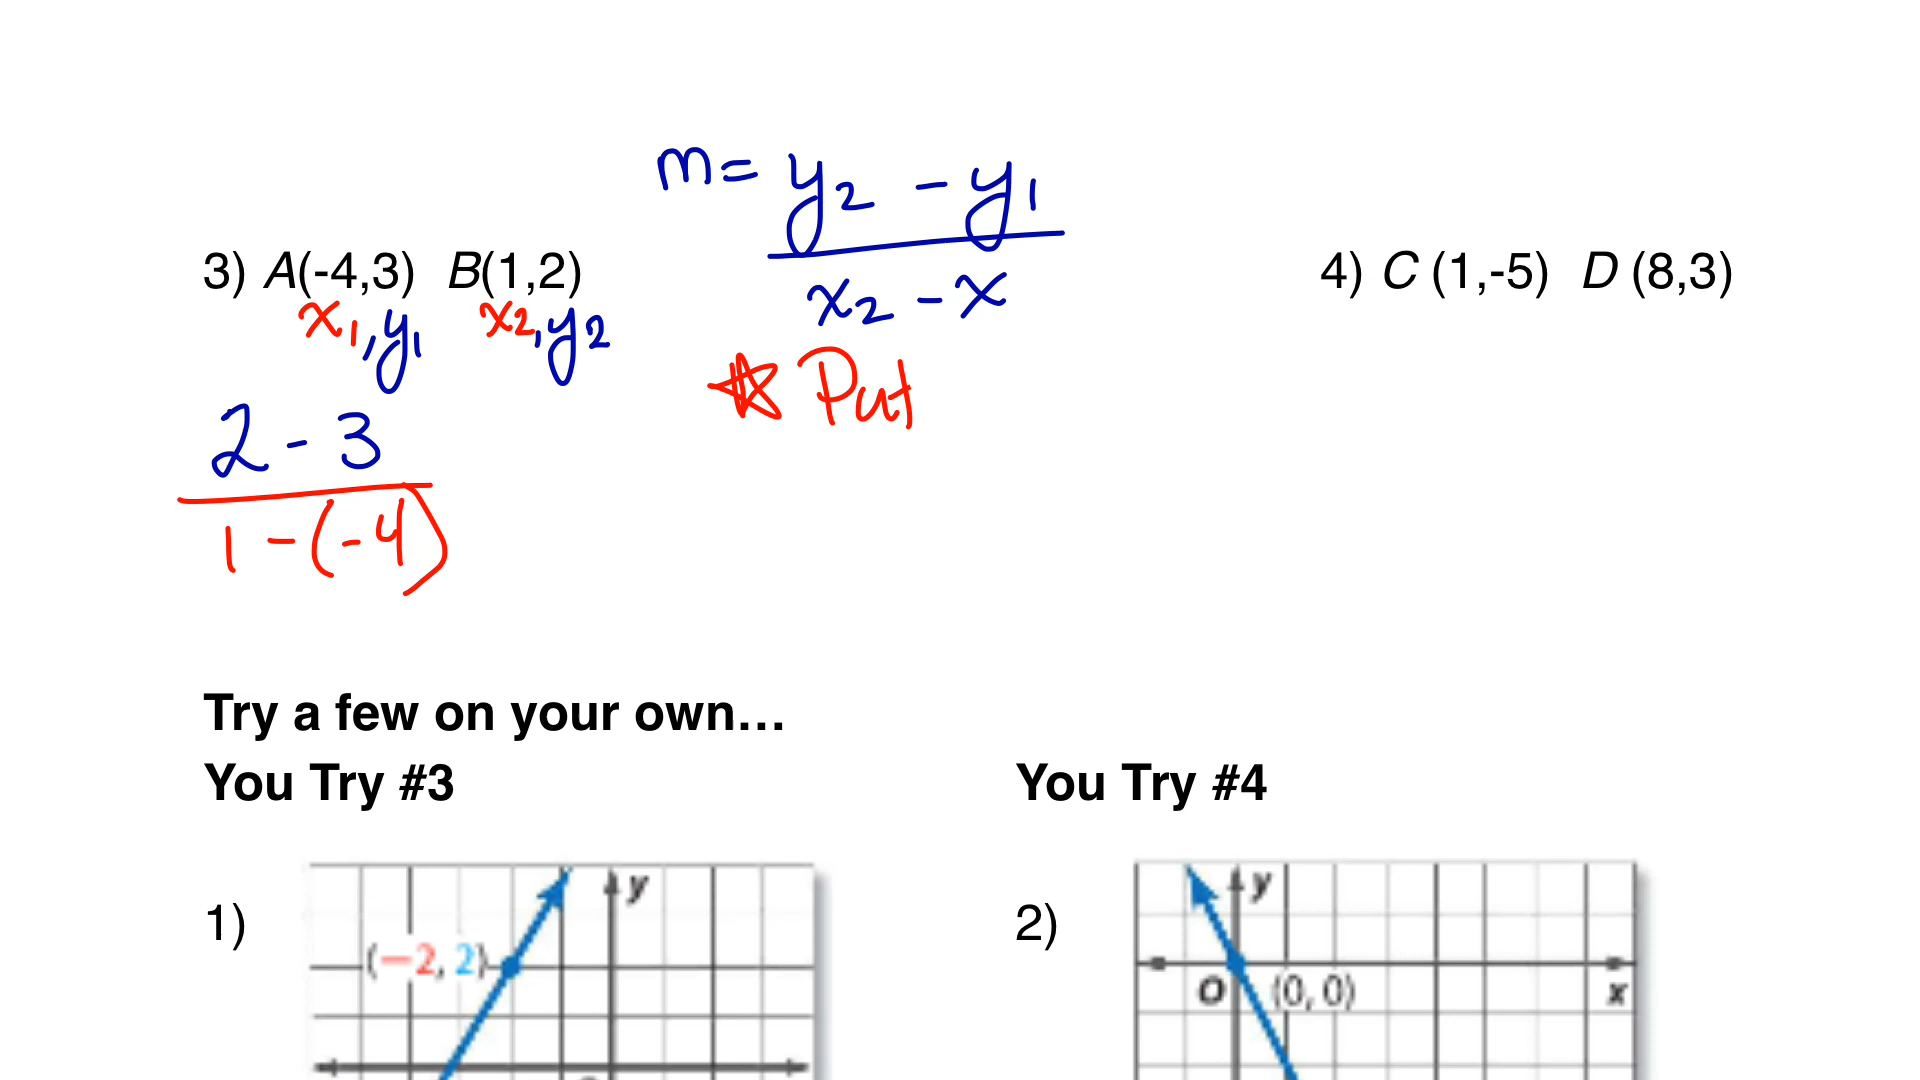 m = y₂ - y₁
x₂ - x
3) A(-4,3) B(1,2)
x₁,y₁ x₂,y₂
4) C (1,-5) D (8,3)
☆ Put
2 - 3
1 - (-4)
Try a few on your own…
You Try #3
You Try #4
1)
y
(−2, 2)
2)
y
O
(0, 0)
x